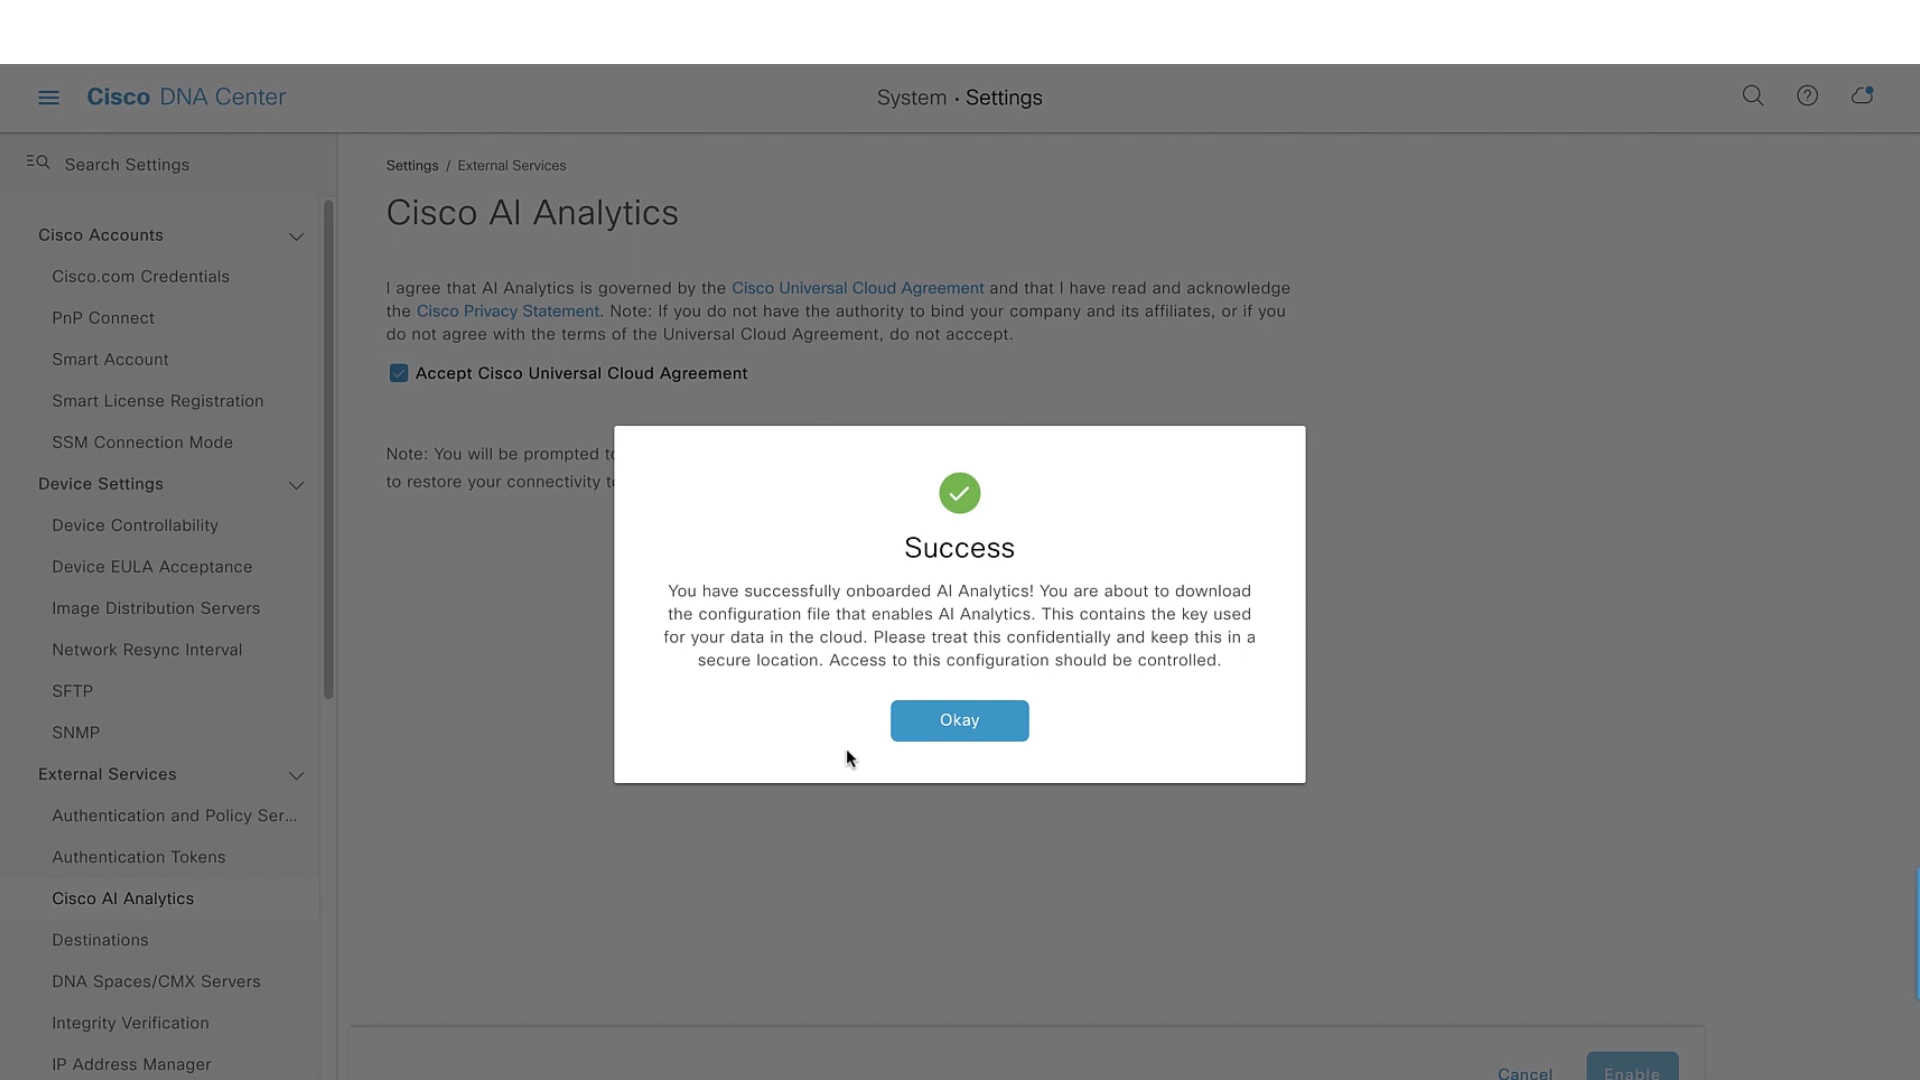 Cisco DNA Center
System · Settings
Search Settings
Cisco Accounts
Cisco.com Credentials
PnP Connect
Smart Account
Smart License Registration
SSM Connection Mode
Device Settings
Device Controllability
Device EULA Acceptance
Image Distribution Servers
Network Resync Interval
SFTP
SNMP
External Services
Authentication and Policy Ser...
Authentication Tokens
Cisco AI Analytics
Destinations
DNA Spaces/CMX Servers
Integrity Verification
IP Address Manager
Settings / External Services
Cisco AI Analytics
I agree that AI Analytics is governed by the Cisco Universal Cloud Agreement and that I have read and acknowledge
the Cisco Privacy Statement. Note: If you do not have the authority to bind your company and its affiliates, or if you
do not agree with the terms of the Universal Cloud Agreement, do not acccept.
Accept Cisco Universal Cloud Agreement
Note: You will be prompted
to restore your connectivity
Success
You have successfully onboarded AI Analytics! You are about to download
the configuration file that enables AI Analytics. This contains the key used
for your data in the cloud. Please treat this confidentially and keep this in a
secure location. Access to this configuration should be controlled.
Okay
Cancel
Enable